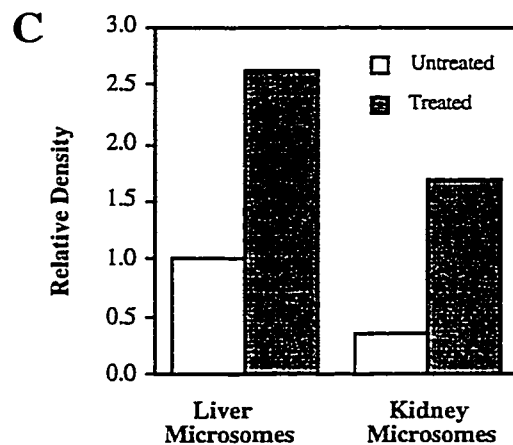 C
3.0
2.5
2.0
1.5
1.0
0.5
0.0
Relative Density
Untreated
Treated
Liver
Microsomes
Kidney
Microsomes